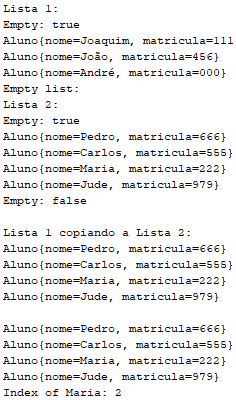 Lista 1:
Empty: true
Aluno{nome=Joaquim, matricula=111
Aluno{nome=João, matricula=456}
Aluno{nome=André, matricula=000}
Empty list:
Lista 2:
Empty: true
Aluno{nome=Pedro, matricula=666}
Aluno{nome=Carlos, matricula=555}
Aluno{nome=Maria, matricula=222}
Aluno{nome=Jude, matricula=979}
Empty: false
Lista 1 copiando a Lista 2:
Aluno{nome=Pedro, matricula=666}
Aluno{nome=Carlos, matricula=555}
Aluno{nome=Maria, matricula=222}
Aluno{nome=Jude, matricula=979}
Aluno{nome=Pedro, matricula=666}
Aluno{nome=Carlos, matricula=555}
Aluno{nome=Maria, matricula=222}
Aluno{nome=Jude, matricula=979}
Index of Maria: 2